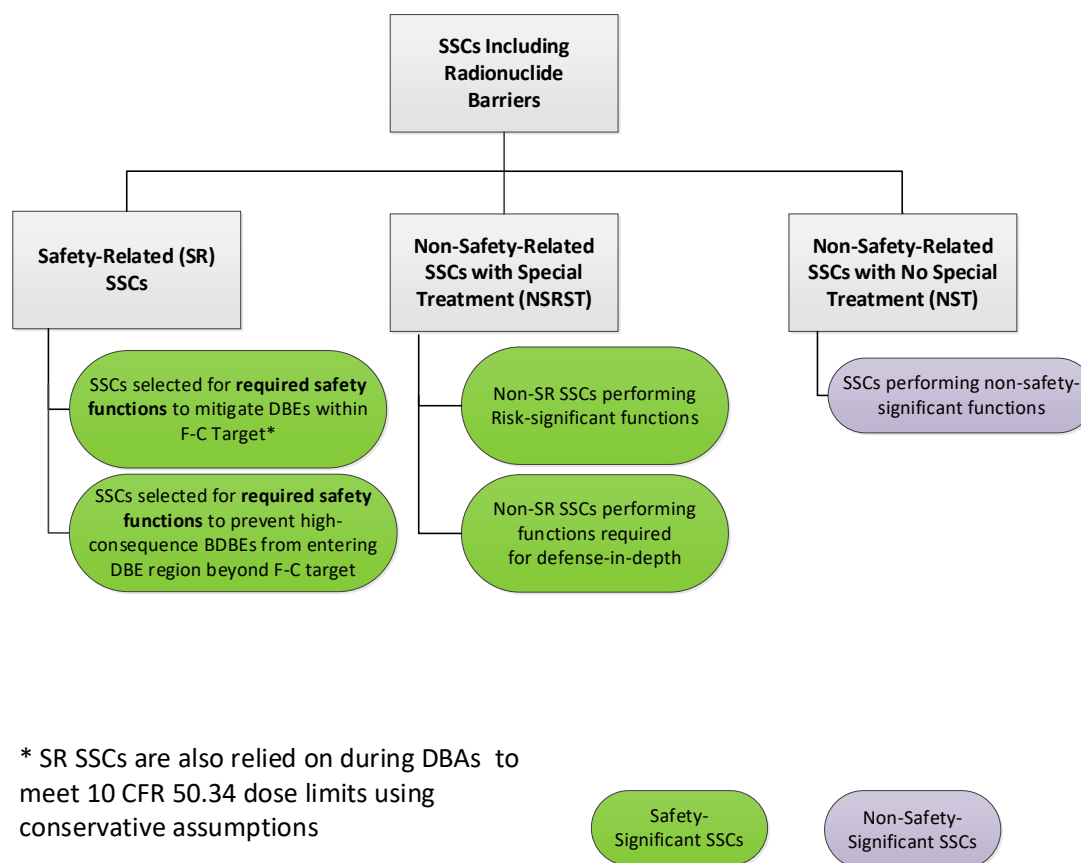 SSCs Including
Radionuclide
Barriers
Safety-Related (SR)
SSCs
Non-Safety-Related
SSCs with Special
Treatment (NSRST)
Non-Safety-Related
SSCs with No Special
Treatment (NST)
SSCs selected for required safety
functions to mitigate DBEs within
F-C Target*
SSCs selected for required safety
functions to prevent high-
consequence BDBEs from entering
DBE region beyond F-C target
Non-SR SSCs performing
Risk-significant functions
Non-SR SSCs performing
functions required
for defense-in-depth
SSCs performing non-safety-
significant functions
* SR SSCs are also relied on during DBAs to
meet 10 CFR 50.34 dose limits using
conservative assumptions
Safety-
Significant SSCs
Non-Safety-
Significant SSCs